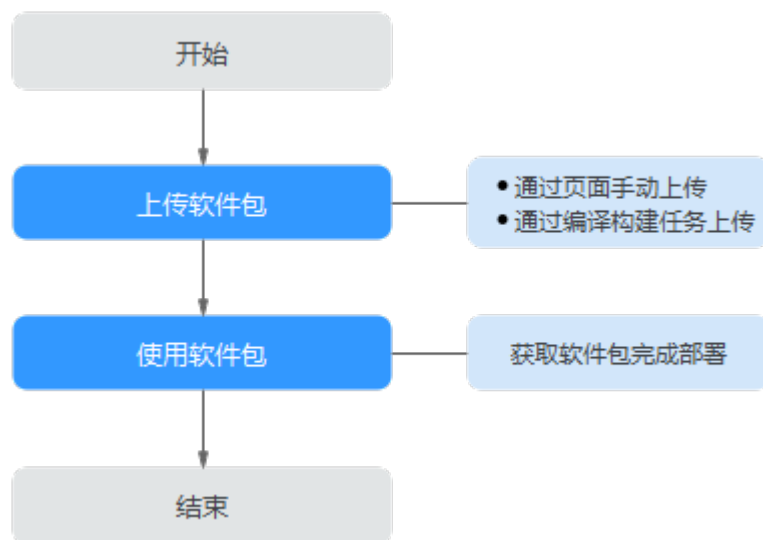 开始
上传软件包
● 通过页面手动上传
● 通过编译构建任务上传
使用软件包
获取软件包完成部署
结束